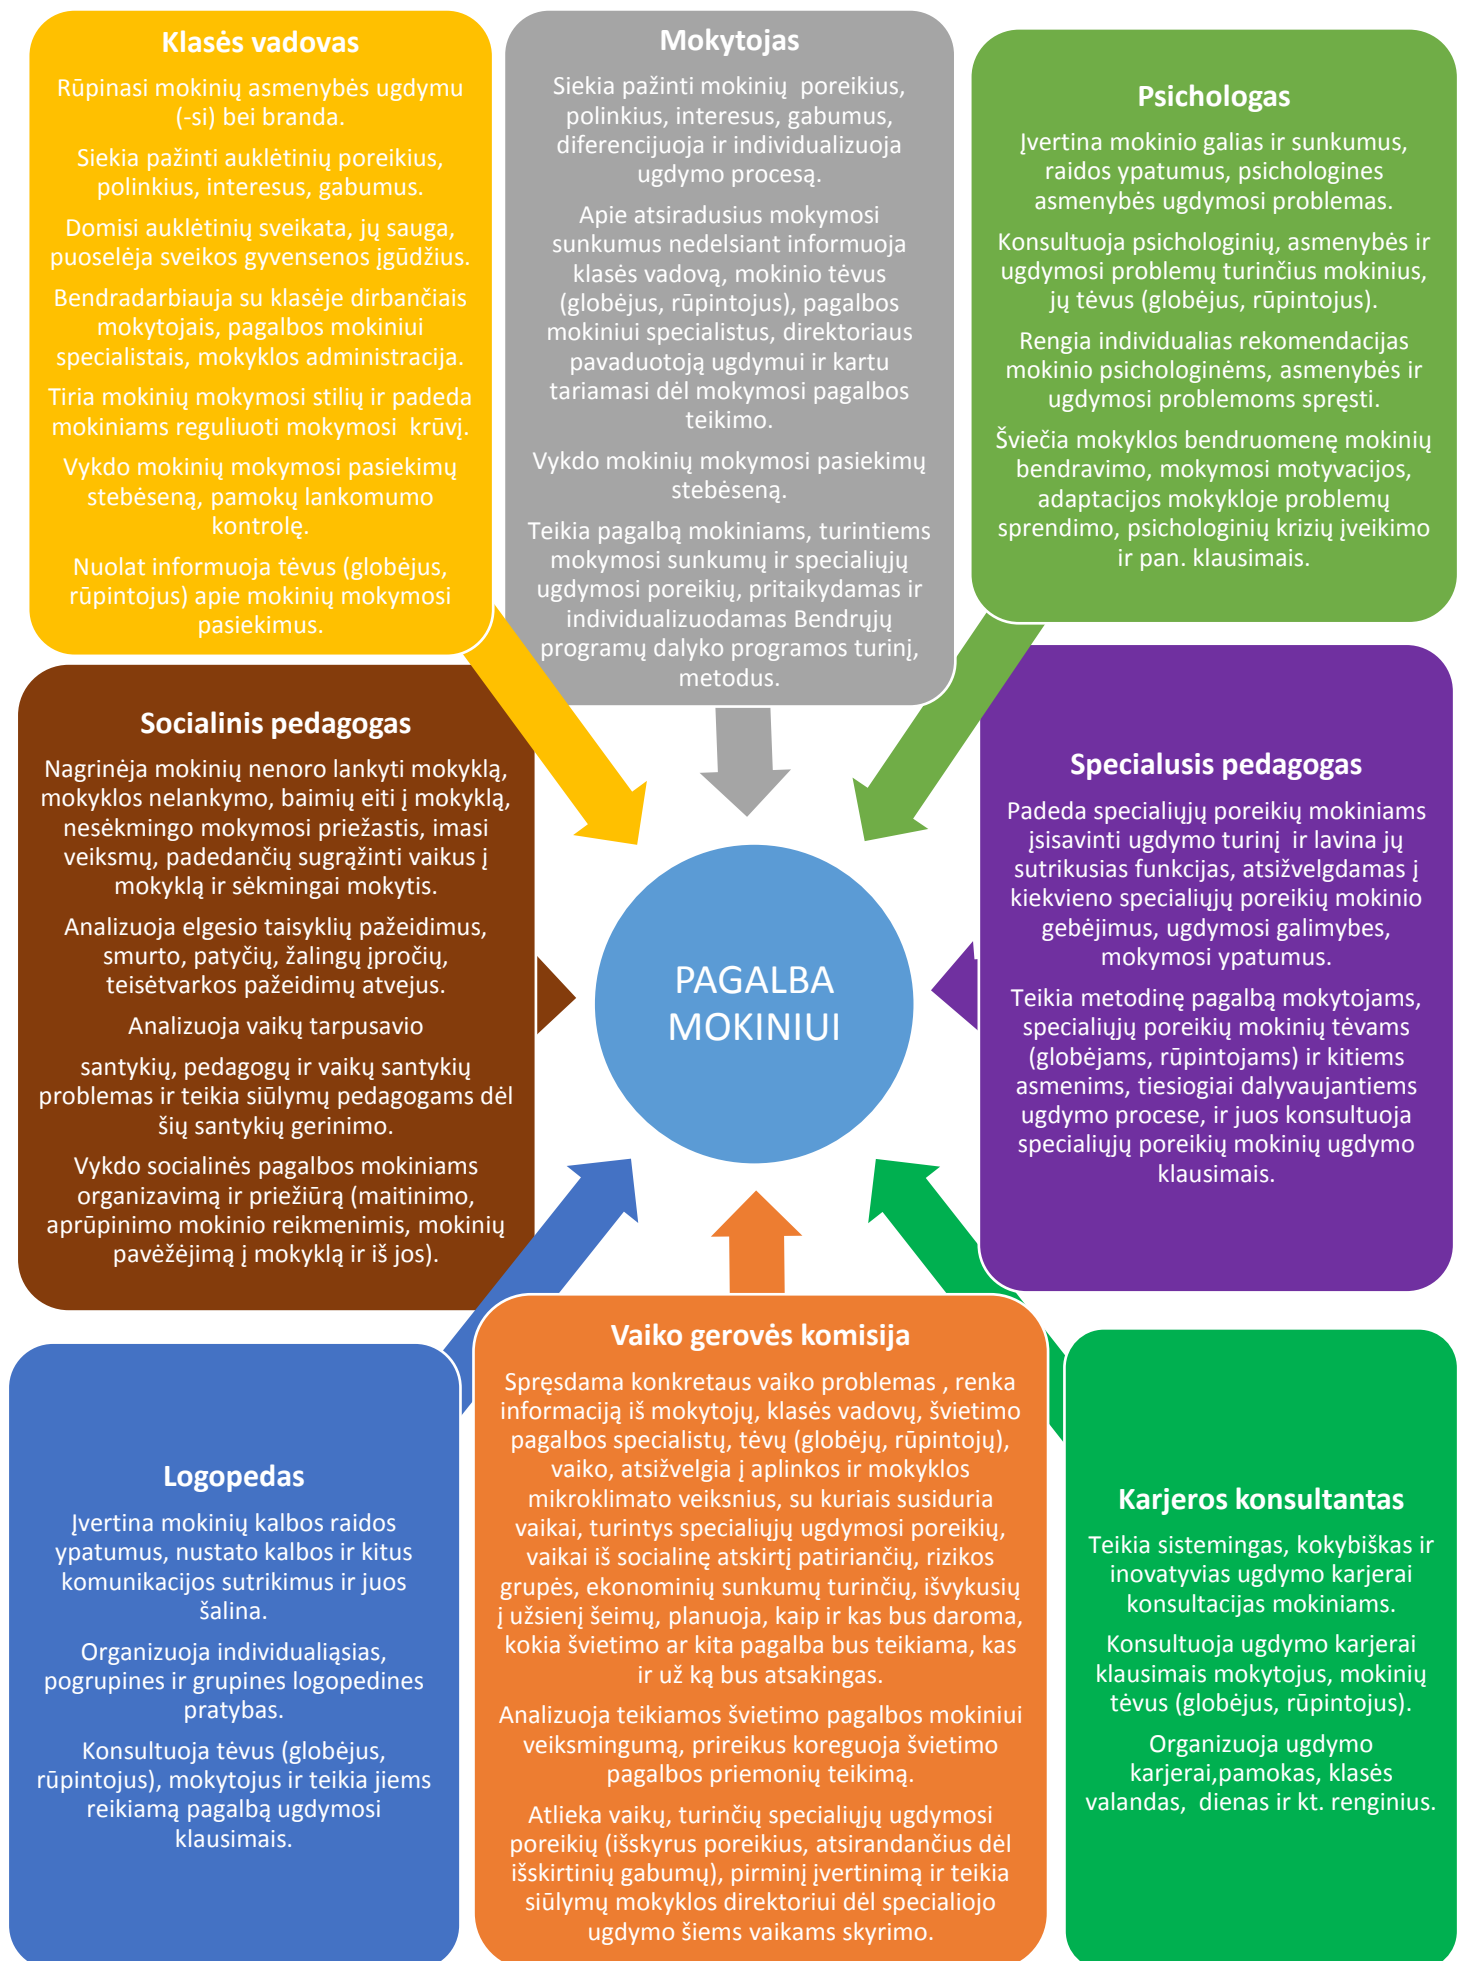 Klasės vadovas
Rūpinasi mokinių asmenybės ugdymu
(-si) bei branda.
Siekia pažinti auklėtinių poreikius,
polinkius, interesus, gabumus.
Domisi auklėtinių sveikata, jų sauga,
puoselėja sveikos gyvensenos įgūdžius.
Bendradarbiauja su klasėje dirbančiais
mokytojais, pagalbos mokiniui
specialistais, mokyklos administracija.
Tiria mokinių mokymosi stilių ir padeda
mokiniams reguliuoti mokymosi krūvį.
Vykdo mokinių mokymosi pasiekimų
stebėseną, pamokų lankomumo
kontrolę.
Nuolat informuoja tėvus (globėjus,
rūpintojus) apie mokinių mokymosi
pasiekimus.
Mokytojas
Siekia pažinti mokinių poreikius,
polinkius, interesus, gabumus,
diferencijuoja ir individualizuoja
ugdymo procesą.
Apie atsiradusius mokymosi
sunkumus nedelsiant informuoja
klasės vadovą, mokinio tėvus
(globėjus, rūpintojus), pagalbos
mokiniui specialistus, direktoriaus
pavaduotoją ugdymui ir kartu
tariamasi dėl mokymosi pagalbos
teikimo.
Vykdo mokinių mokymosi pasiekimų
stebėseną.
Teikia pagalbą mokiniams, turintiems
mokymosi sunkumų ir specialiųjų
ugdymosi poreikių, pritaikydamas ir
individualizuodamas Bendrųjų
programų dalyko programos turinį,
metodus.
Psichologas
Įvertina mokinio galias ir sunkumus,
raidos ypatumus, psichologines
asmenybės ugdymosi problemas.
Konsultuoja psichologinių, asmenybės ir
ugdymosi problemų turinčius mokinius,
jų tėvus (globėjus, rūpintojus).
Rengia individualias rekomendacijas
mokinio psichologinėms, asmenybės ir
ugdymosi problemoms spręsti.
Šviečia mokyklos bendruomenę mokinių
bendravimo, mokymosi motyvacijos,
adaptacijos mokykloje problemų
sprendimo, psichologinių krizių įveikimo
ir pan. klausimais.
Socialinis pedagogas
Nagrinėja mokinių nenoro lankyti mokyklą,
mokyklos nelankymo, baimių eiti į mokyklą,
nesėkmingo mokymosi priežastis, imasi
veiksmų, padedančių sugrąžinti vaikus į
mokyklą ir sėkmingai mokytis.
Analizuoja elgesio taisyklių pažeidimus,
smurto, patyčių, žalingų įpročių,
teisėtvarkos pažeidimų atvejus.
Analizuoja vaikų tarpusavio
santykių, pedagogų ir vaikų santykių
problemas ir teikia siūlymų pedagogams dėl
šių santykių gerinimo.
Vykdo socialinės pagalbos mokiniams
organizavimą ir priežiūrą (maitinimo,
aprūpinimo mokinio reikmenimis, mokinių
pavėžėjimą į mokyklą ir iš jos).
PAGALBA
MOKINIUI
Specialusis pedagogas
Padeda specialiųjų poreikių mokiniams
įsisavinti ugdymo turinį ir lavina jų
sutrikusias funkcijas, atsižvelgdamas į
kiekvieno specialiųjų poreikių mokinio
gebėjimus, ugdymosi galimybes,
mokymosi ypatumus.
Teikia metodinę pagalbą mokytojams,
specialiųjų poreikių mokinių tėvams
(globėjams, rūpintojams) ir kitiems
asmenims, tiesiogiai dalyvaujantiems
ugdymo procese, ir juos konsultuoja
specialiųjų poreikių mokinių ugdymo
klausimais.
Logopedas
Įvertina mokinių kalbos raidos
ypatumus, nustato kalbos ir kitus
komunikacijos sutrikimus ir juos
šalina.
Organizuoja individualiąsias,
pogrupines ir grupines logopedines
pratybas.
Konsultuoja tėvus (globėjus,
rūpintojus), mokytojus ir teikia jiems
reikiamą pagalbą ugdymosi
klausimais.
Vaiko gerovės komisija
Spręsdama konkretaus vaiko problemas , renka
informaciją iš mokytojų, klasės vadovų, švietimo
pagalbos specialistų, tėvų (globėjų, rūpintojų),
vaiko, atsižvelgia į aplinkos ir mokyklos
mikroklimato veiksnius, su kuriais susiduria
vaikai, turintys specialiųjų ugdymosi poreikių,
vaikai iš socialinę atskirtį patiriančių, rizikos
grupės, ekonominių sunkumų turinčių, išvykusių
į užsienį šeimų, planuoja, kaip ir kas bus daroma,
kokia švietimo ar kita pagalba bus teikiama, kas
ir už ką bus atsakingas.
Analizuoja teikiamos švietimo pagalbos mokiniui
veiksmingumą, prireikus koreguoja švietimo
pagalbos priemonių teikimą.
Atlieka vaikų, turinčių specialiųjų ugdymosi
poreikių (išskyrus poreikius, atsirandančius dėl
išskirtinių gabumų), pirminį įvertinimą ir teikia
siūlymų mokyklos direktoriui dėl specialiojo
ugdymo šiems vaikams skyrimo.
Karjeros konsultantas
Teikia sistemingas, kokybiškas ir
inovatyvias ugdymo karjerai
konsultacijas mokiniams.
Konsultuoja ugdymo karjerai
klausimais mokytojus, mokinių
tėvus (globėjus, rūpintojus).
Organizuoja ugdymo
karjerai,pamokas, klasės
valandas, dienas ir kt. renginius.